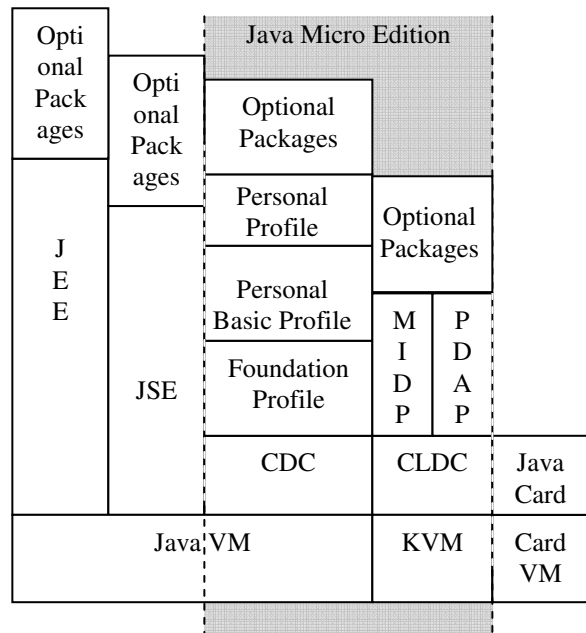 Opti
onal
Pack
ages
Opti
onal
Pack
ages
Java Micro Edition
Optional
Packages
Personal
Profile
Optional
Packages
J
E
E
Personal
Basic Profile
M
I
D
P
P
D
A
P
JSE
Foundation
Profile
CDC
CLDC
Java
Card
Java VM
KVM
Card
VM